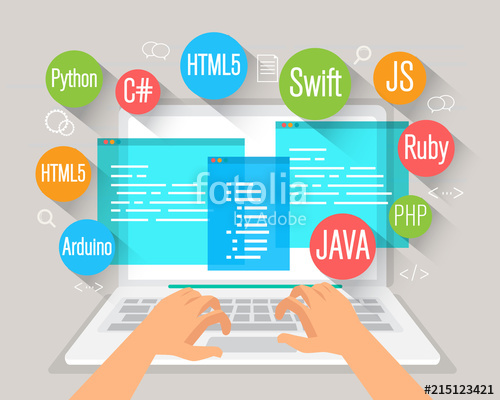 Python
C#
HTML5
Swift
JS
HTML5
Ruby
PHP
Arduino
JAVA
fotolia
by Adobe
#215123421